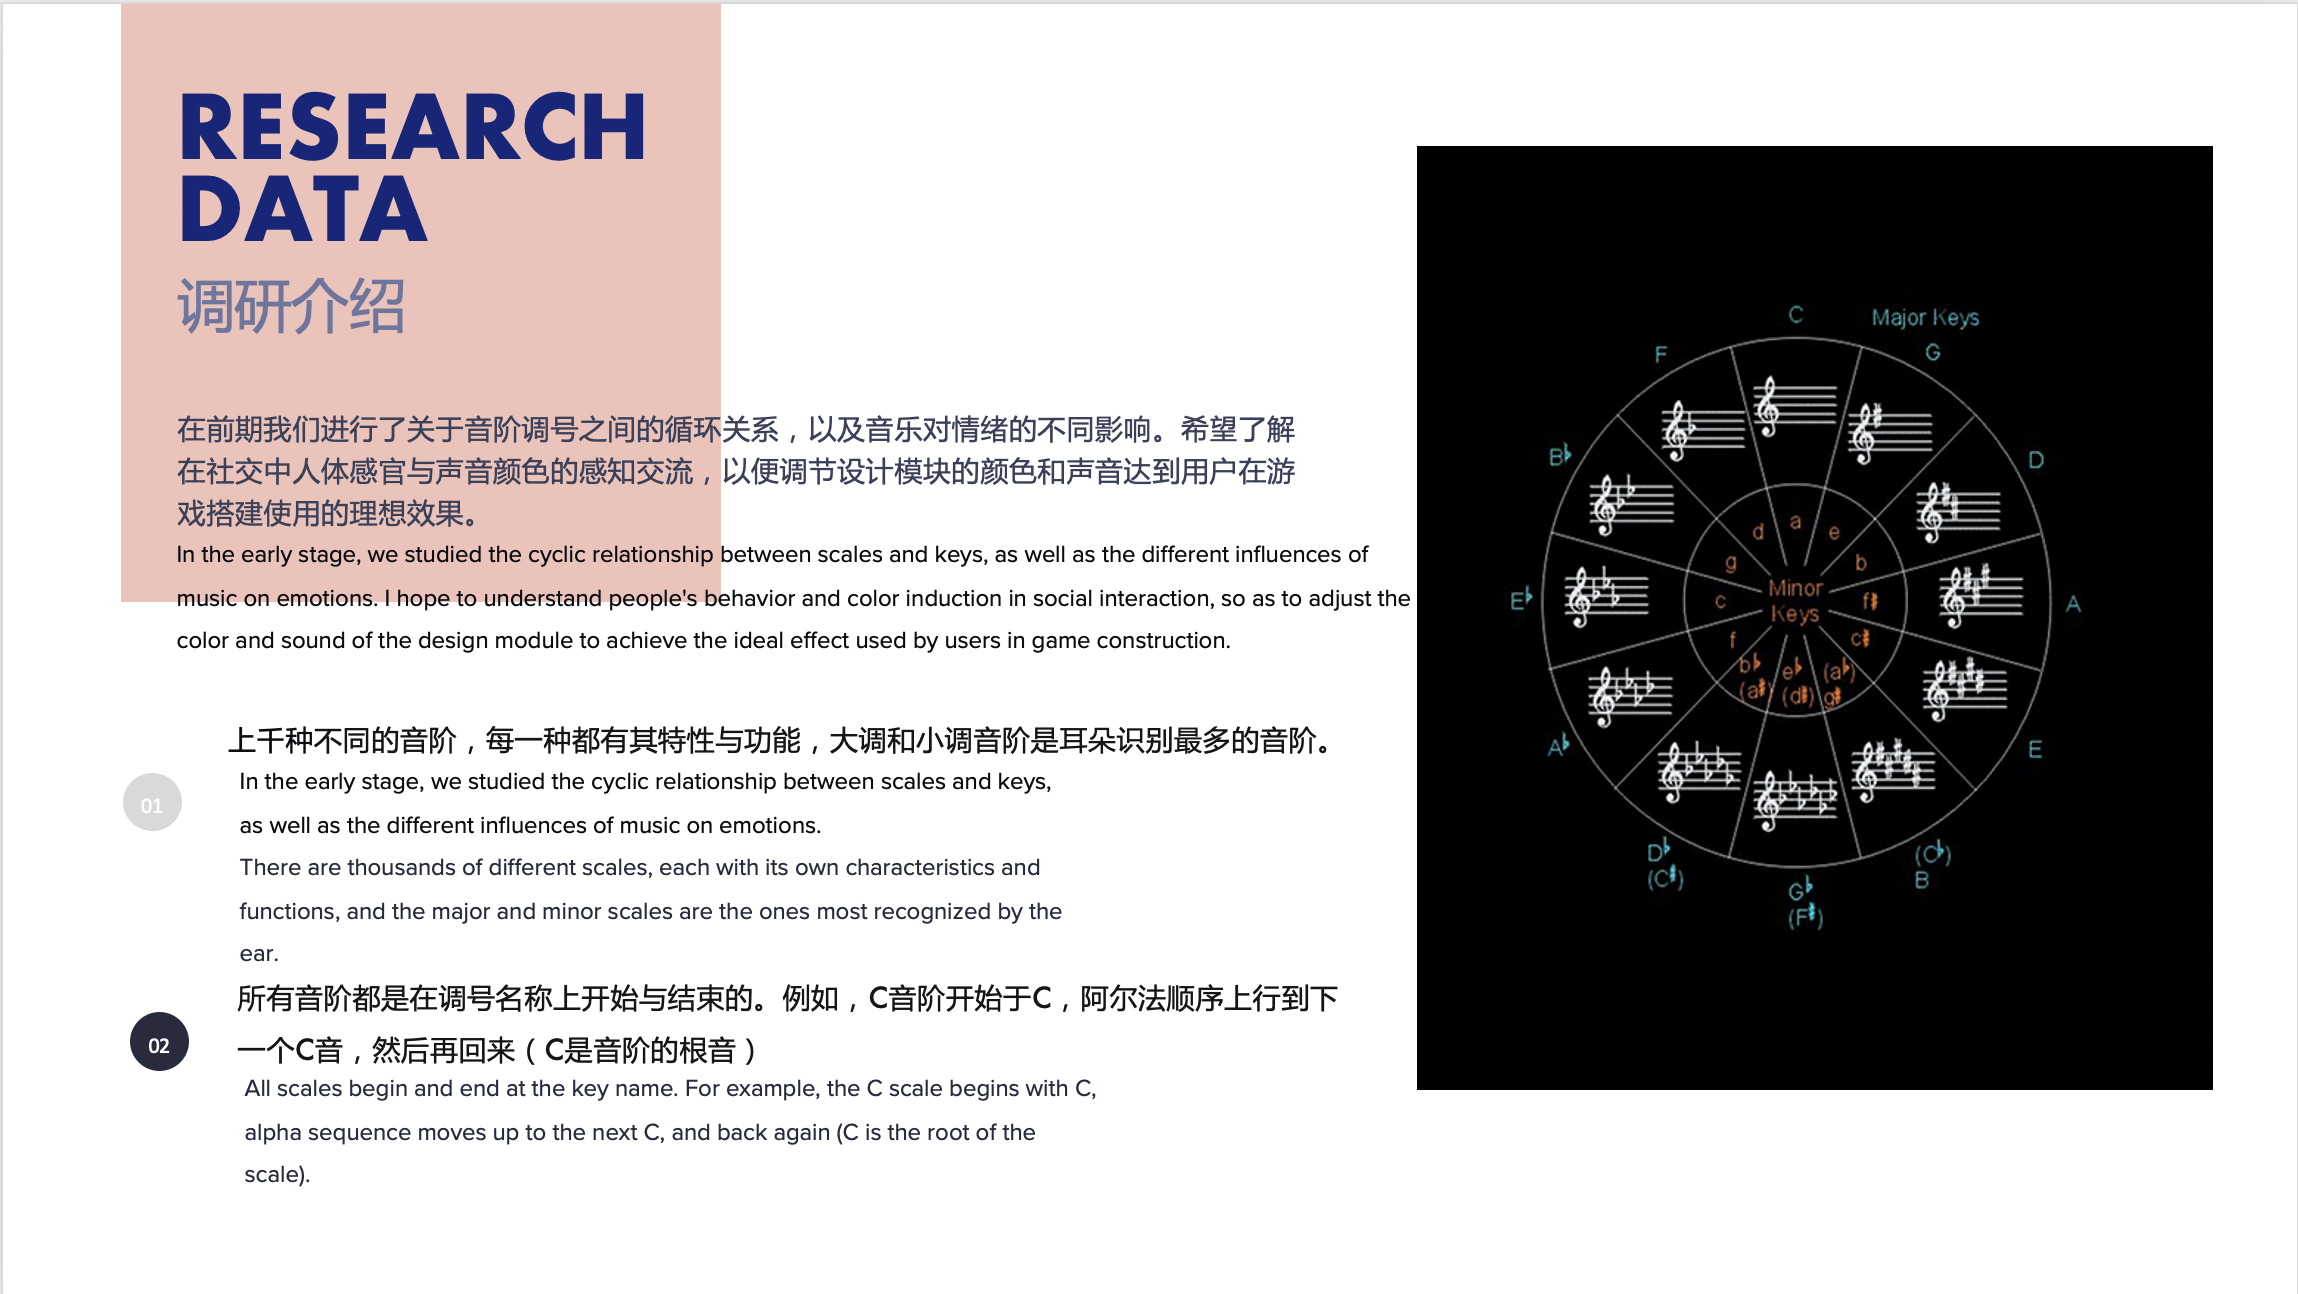 RESEARCH
DATA
调研介绍
在前期我们进行了关于音阶调号之间的循环关系，以及音乐对情绪的不同影响。希望了解
在社交中人体感官与声音颜色的感知交流，以便调节设计模块的颜色和声音达到用户在游
戏搭建使用的理想效果。
In the early stage, we studied the cyclic relationship between scales and keys, as well as the different influences of
music on emotions. I hope to understand people's behavior and color induction in social interaction, so as to adjust the
color and sound of the design module to achieve the ideal effect used by users in game construction.
01
上千种不同的音阶，每一种都有其特性与功能，大调和小调音阶是耳朵识别最多的音阶。
In the early stage, we studied the cyclic relationship between scales and keys,
as well as the different influences of music on emotions.
There are thousands of different scales, each with its own characteristics and
functions, and the major and minor scales are the ones most recognized by the
ear.
02
所有音阶都是在调号名称上开始与结束的。例如，C音阶开始于C，阿尔法顺序上行到下
一个C音，然后再回来（C是音阶的根音）
All scales begin and end at the key name. For example, the C scale begins with C,
alpha sequence moves up to the next C, and back again (C is the root of the
scale).
Major Keys
C
G
D
A
E
(C♭)
B
G♭
(F♯)
D♭
(C♯)
A♭
E♭
B♭
F
Minor
Keys
a
e
b
f♯
c♯
(a♭)
g♯
e♭
(d♯)
b♭
(a♯)
f
c
g
d